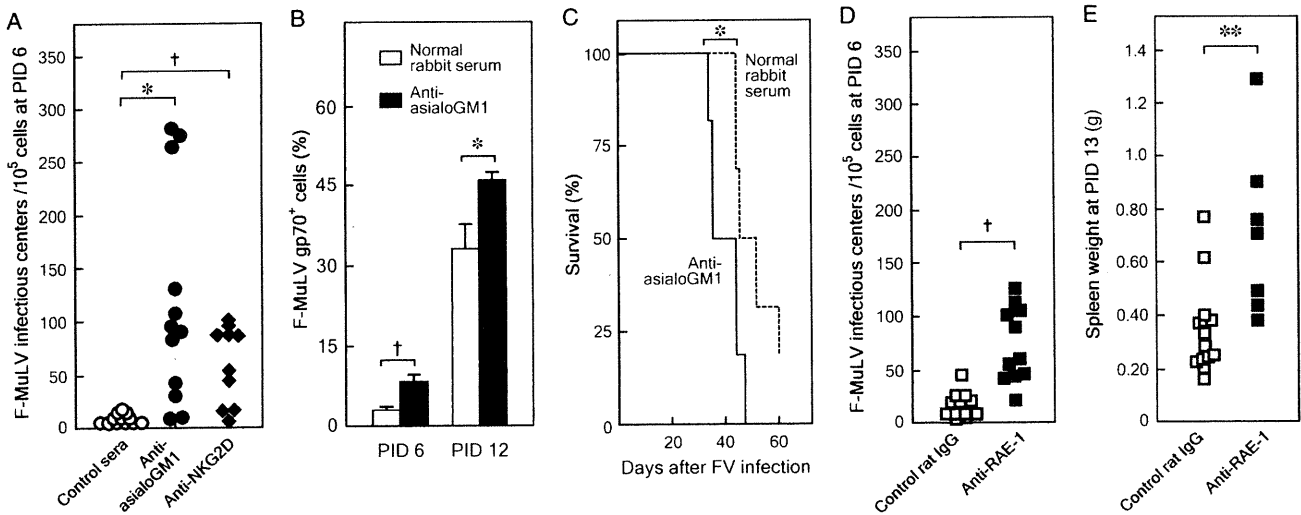 A
F-MuLV infectious centers /10⁵ cells at PID 6
350
300
250
200
150
100
50
0
†
*
Control sera
Anti-
asialoGM1
Anti-NKG2D
B
F-MuLV gp70⁺ cells (%)
60
45
30
15
0
Normal
rabbit serum
Anti-
asialoGM1
†
*
PID 6
PID 12
C
Survival (%)
100
75
50
25
*
Normal
rabbit
serum
Anti-
asialoGM1
20
40
60
Days after FV infection
D
F-MuLV infectious centers /10⁵ cells at PID 6
350
300
250
200
150
100
50
0
†
Control rat IgG
Anti-RAE-1
E
Spleen weight at PID 13 (g)
1.4
1.2
1.0
0.80
0.60
0.40
0.20
0
**
Control rat IgG
Anti-RAE-1